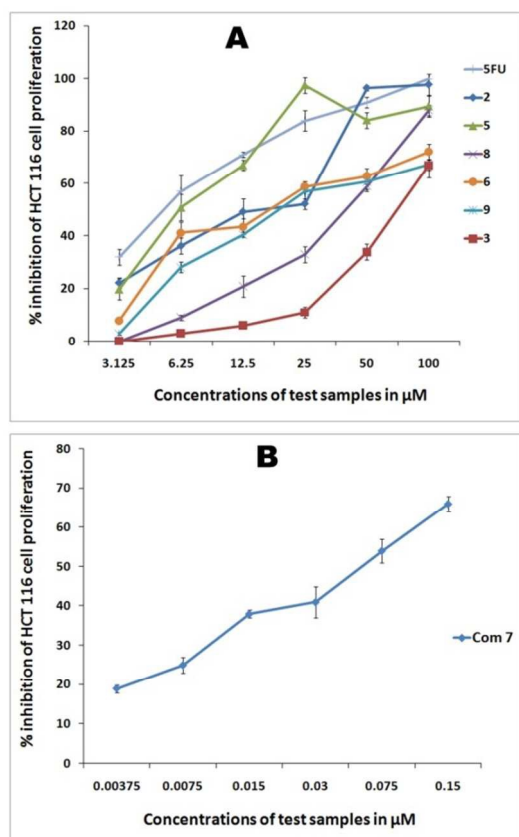 A
% inhibition of HCT 116 cell proliferation
120
100
80
60
40
20
0
3.125 6.25 12.5 25 50 100
Concentrations of test samples in µM
5FU
2
5
8
6
9
3
B
% inhibition of HCT 116 cell proliferation
80
70
60
50
40
30
20
10
0
0.00375 0.0075 0.015 0.03 0.075 0.15
Concentrations of test samples in µM
Com 7